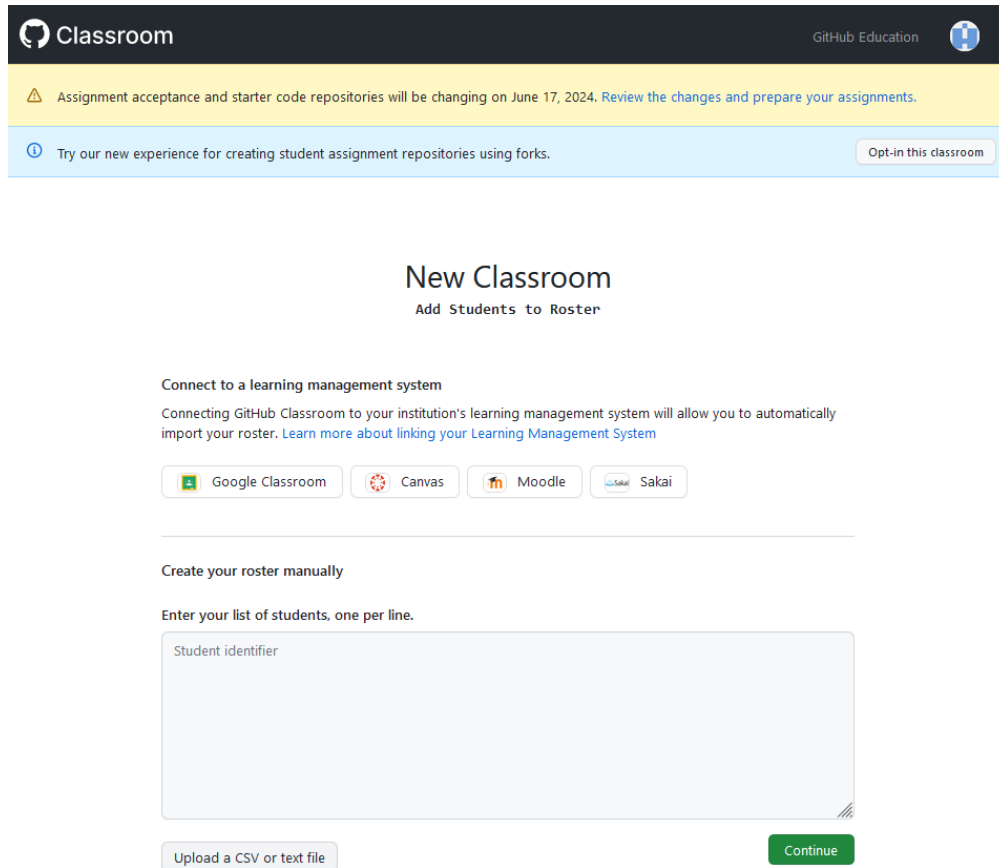 Classroom
GitHub Education
Assignment acceptance and starter code repositories will be changing on June 17, 2024. Review the changes and prepare your assignments.
Try our new experience for creating student assignment repositories using forks.
Opt-in this classroom
New Classroom
Add Students to Roster
Connect to a learning management system
Connecting GitHub Classroom to your institution's learning management system will allow you to automatically
import your roster. Learn more about linking your Learning Management System
Google Classroom
Canvas
Moodle
Sakai Sakai
Create your roster manually
Enter your list of students, one per line.
Student identifier
Continue
Upload a CSV or text file